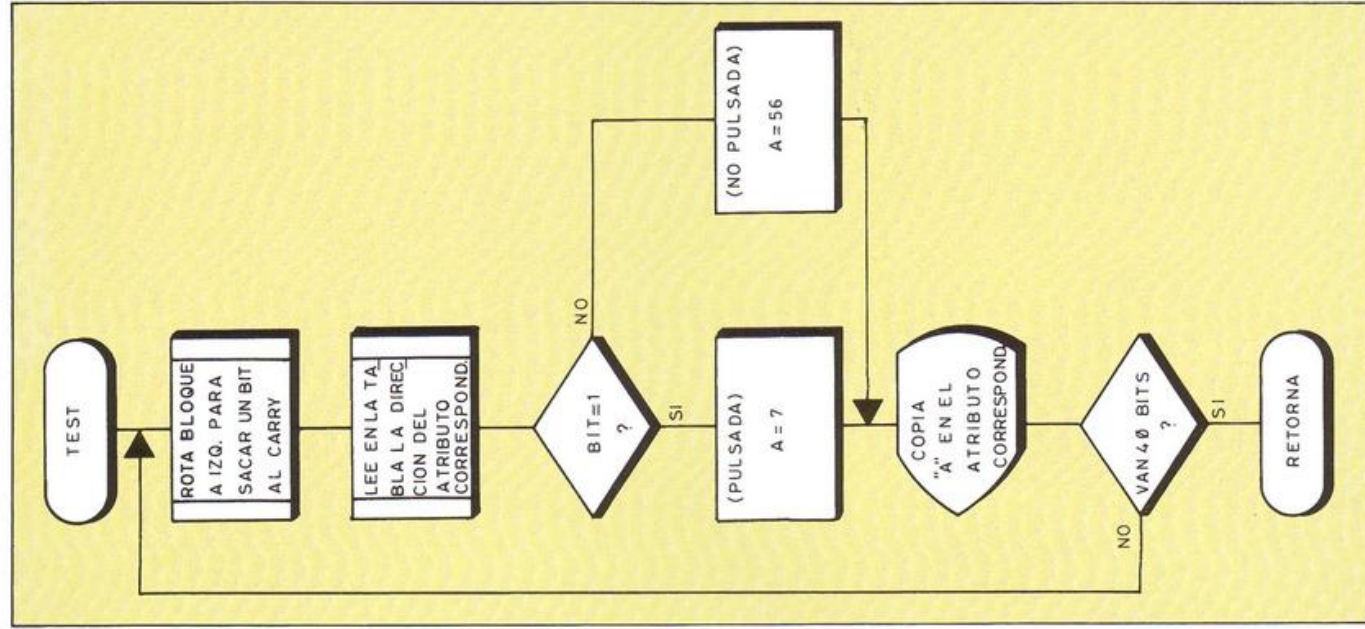 TEST
ROTA BLOQUE
A IZQ. PARA
SACAR UN BIT
AL CARRY
LEE EN LA TA_
BLA LA DIREC_
CION DEL
ATRIBUTO
CORRESPOND.
BIT=1
?
NO
SI
(PULSADA)
A=7
(NO PULSADA)
A=56
COPIA
"A" EN EL
ATRIBUTO
CORRESPOND.
VAN 40 BITS
?
NO
SI
RETORNA